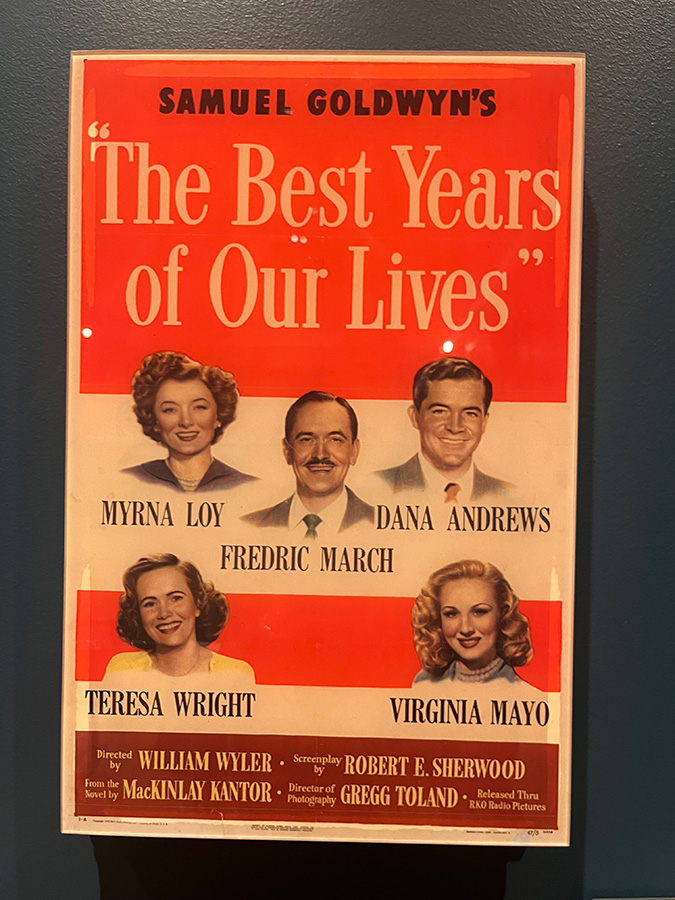 SAMUEL GOLDWYN'S
"The Best Years
of Our Lives"
MYRNA LOY
DANA ANDREWS
FREDRIC MARCH
TERESA WRIGHT
VIRGINIA MAYO
Directed by WILLIAM WYLER · Screenplay by ROBERT E. SHERWOOD
From the Novel by MacKINLAY KANTOR · Director of Photography GREGG TOLAND · Released Thru RKO Radio Pictures